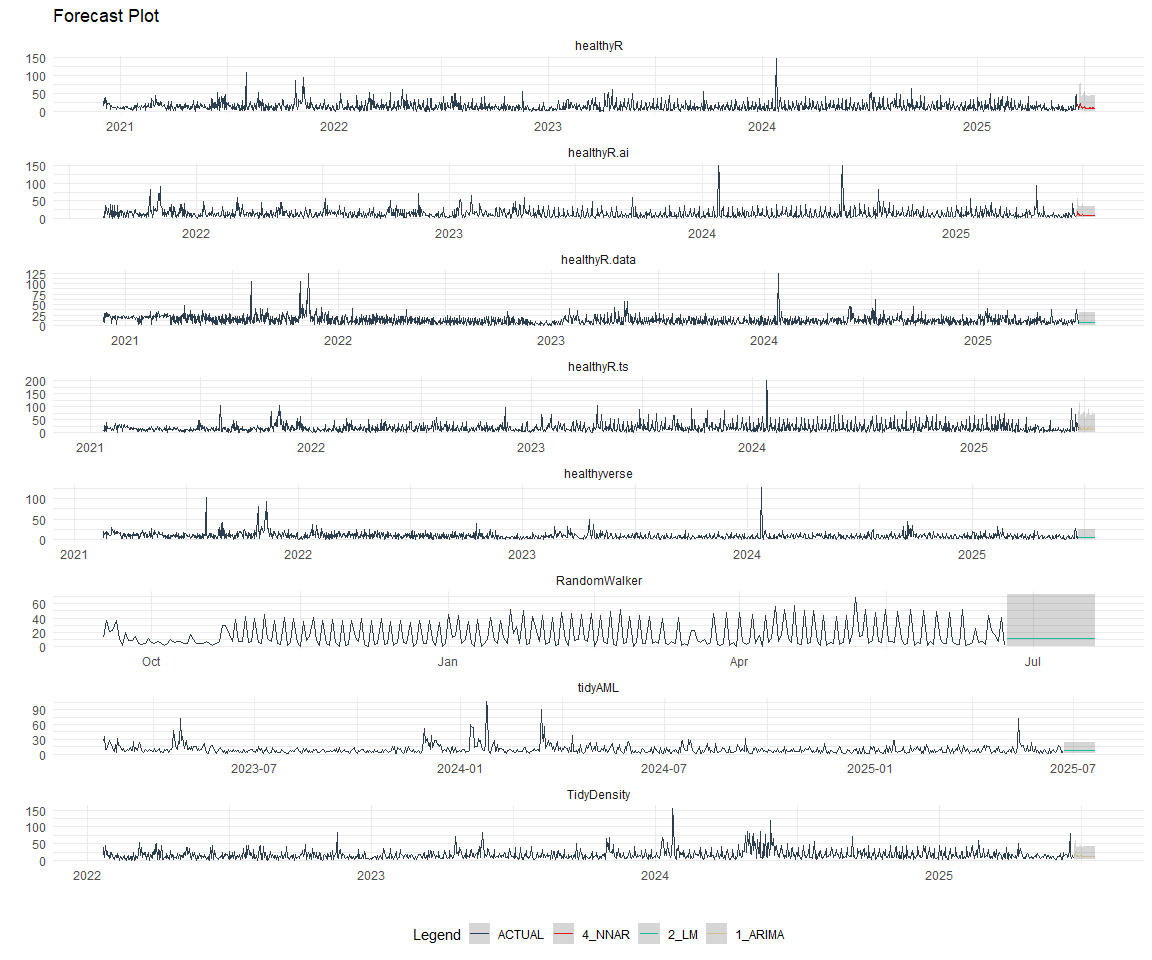 Forecast Plot
healthyR
150
100
50
0
2021 2022 2023 2024 2025
healthyR.ai
150
100
50
0
2022 2023 2024 2025
healthyR.data
125
100
75
50
25
0
2021 2022 2023 2024 2025
healthyR.ts
200
150
100
50
0
2021 2022 2023 2024 2025
healthyverse
100
50
0
2021 2022 2023 2024 2025
RandomWalker
60
40
20
0
Oct Jan Apr Jul
tidyAML
90
60
30
0
2023-07 2024-01 2024-07 2025-01 2025-07
TidyDensity
150
100
50
0
2022 2023 2024 2025
Legend ACTUAL 4_NNAR 2_LM 1_ARIMA